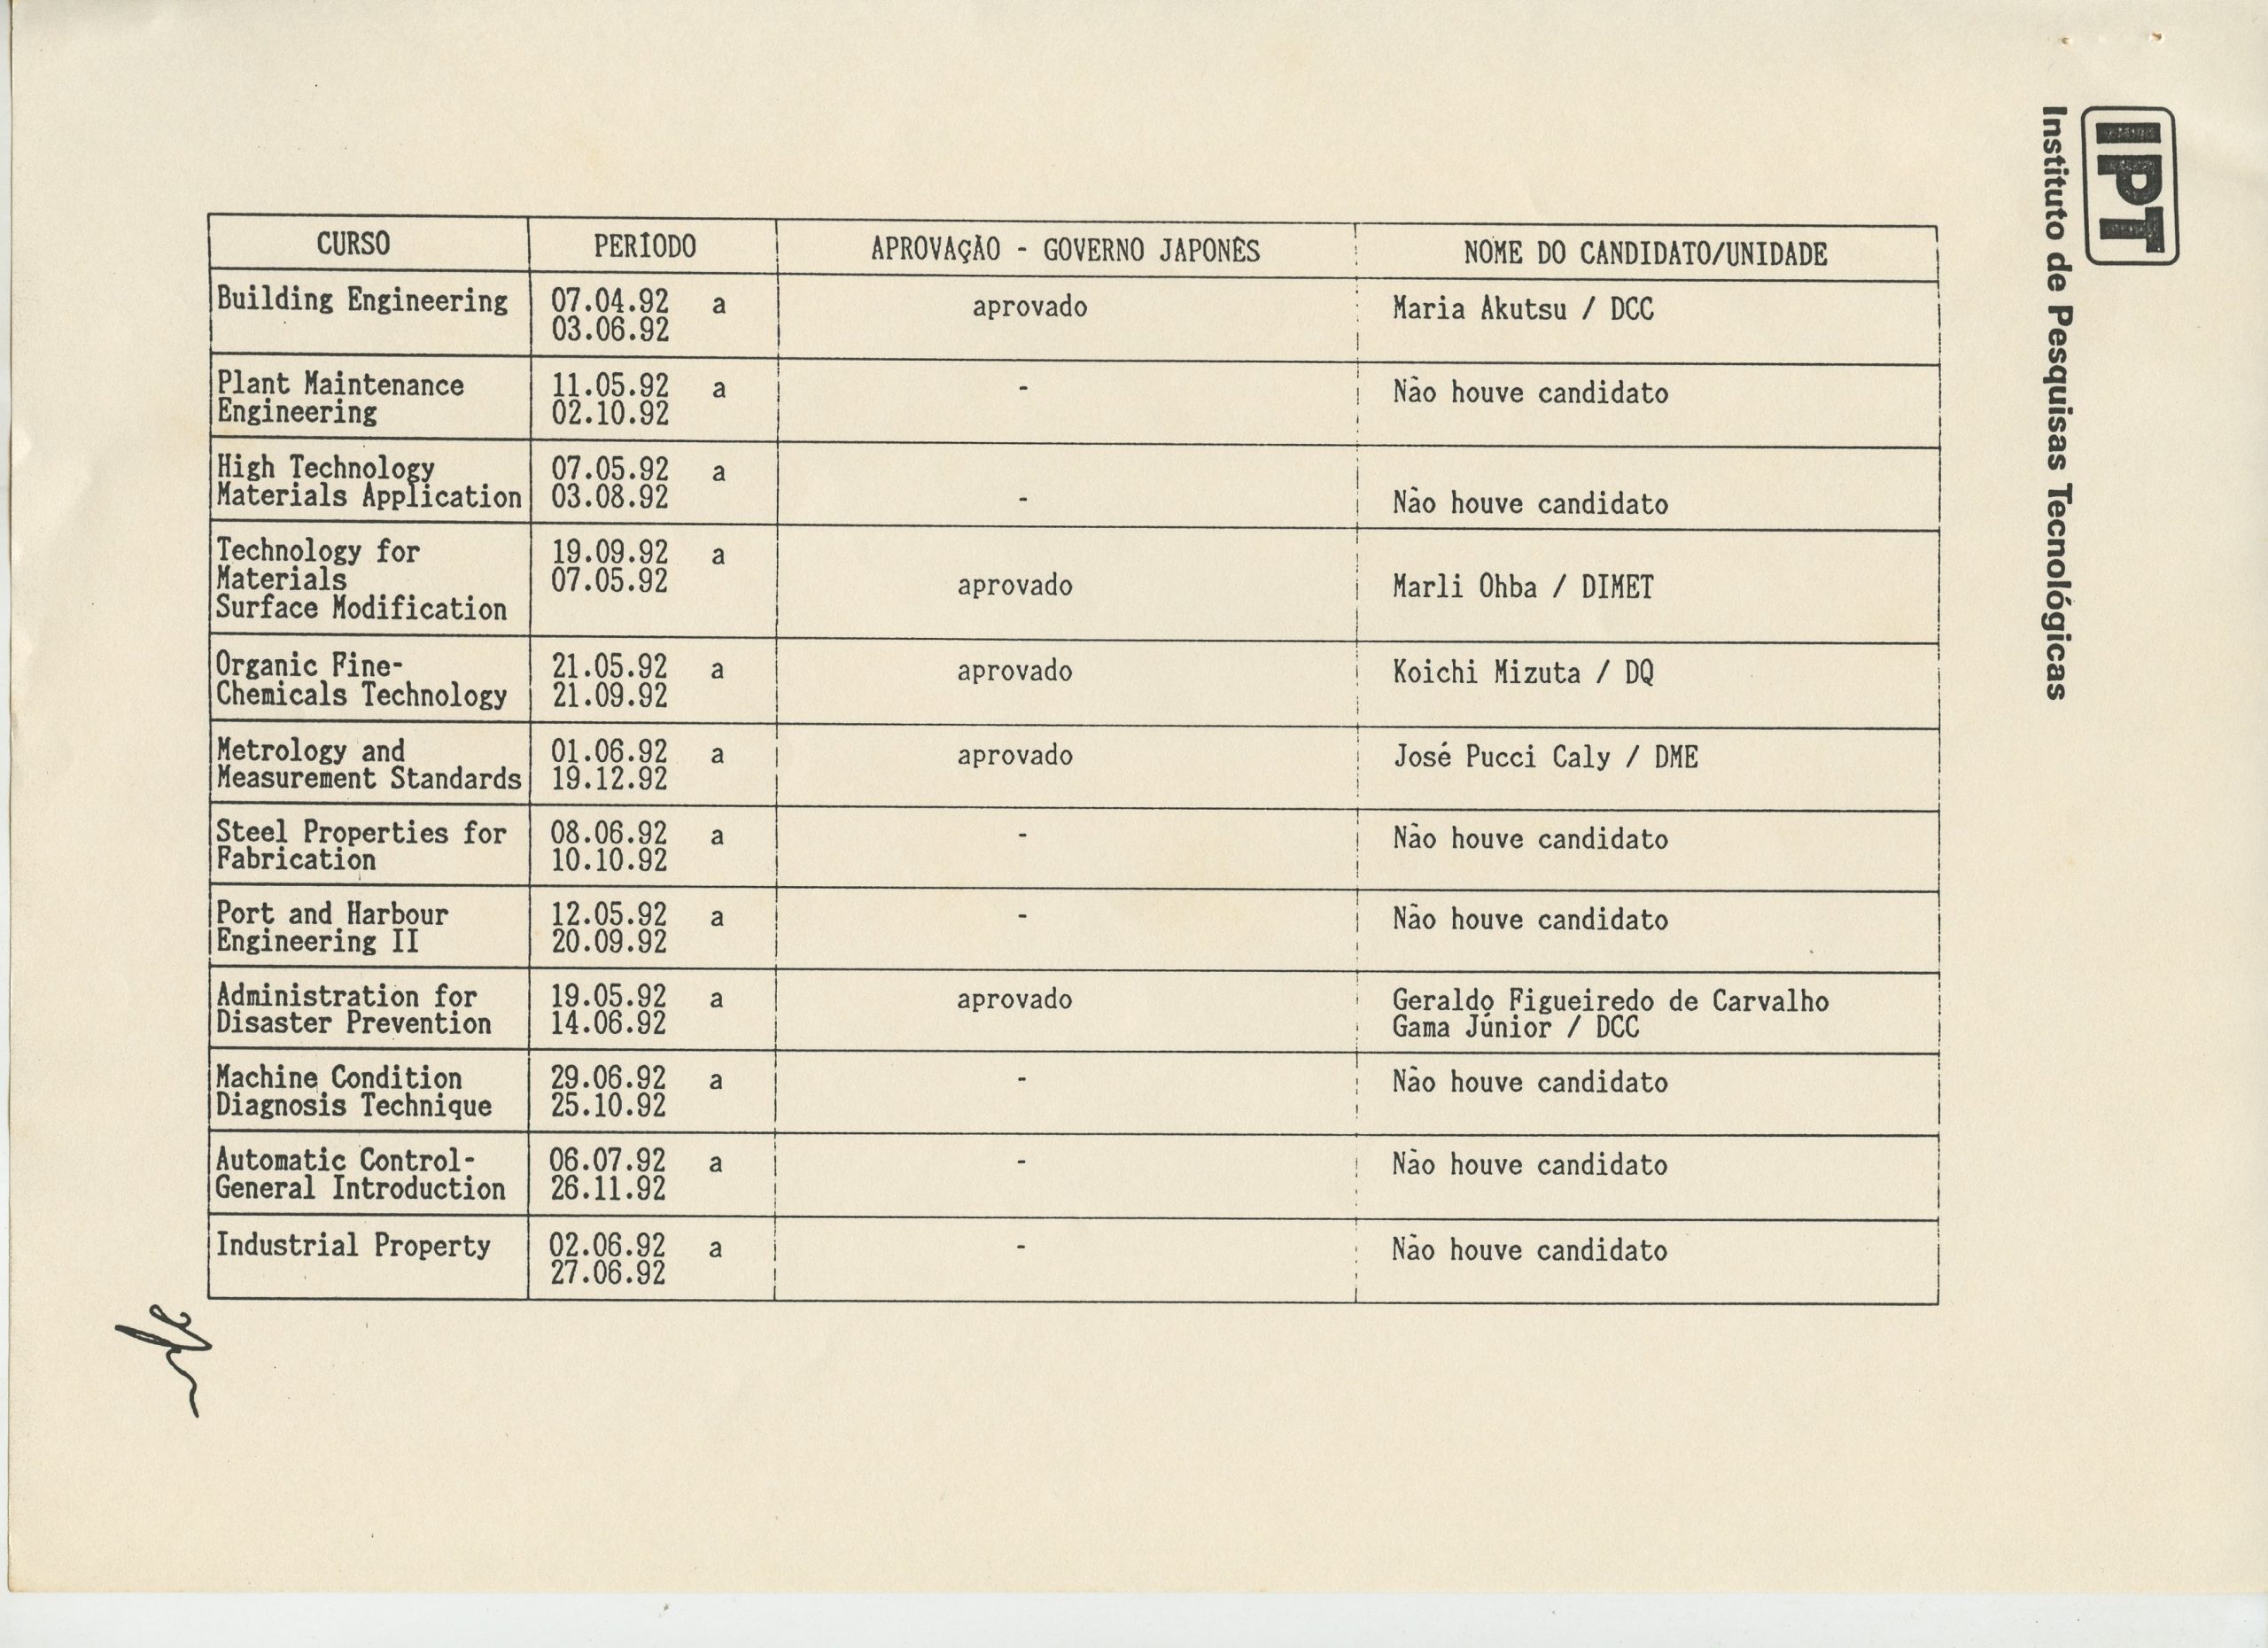 IPT
Instituto de Pesquisas Tecnológicas
CURSO PERÍODO APROVAÇÃO - GOVERNO JAPONÊS NOME DO CANDIDATO/UNIDADE
Building Engineering 07.04.92 a aprovado Maria Akutsu / DCC
03.06.92
Plant Maintenance 11.05.92 a - Não houve candidato
Engineering 02.10.92
High Technology 07.05.92 a
Materials Application 03.08.92 - Não houve candidato
Technology for 19.09.92 a
Materials 07.05.92 aprovado Marli Ohba / DIMET
Surface Modification
Organic Fine- 21.05.92 a aprovado Koichi Mizuta / DQ
Chemicals Technology 21.09.92
Metrology and 01.06.92 a aprovado José Pucci Caly / DME
Measurement Standards 19.12.92
Steel Properties for 08.06.92 a - Não houve candidato
Fabrication 10.10.92
Port and Harbour 12.05.92 a - Não houve candidato
Engineering II 20.09.92
Administration for 19.05.92 a aprovado Geraldo Figueiredo de Carvalho
Disaster Prevention 14.06.92 Gama Júnior / DCC
Machine Condition 29.06.92 a - Não houve candidato
Diagnosis Technique 25.10.92
Automatic Control- 06.07.92 a - Não houve candidato
General Introduction 26.11.92
Industrial Property 02.06.92 a - Não houve candidato
27.06.92